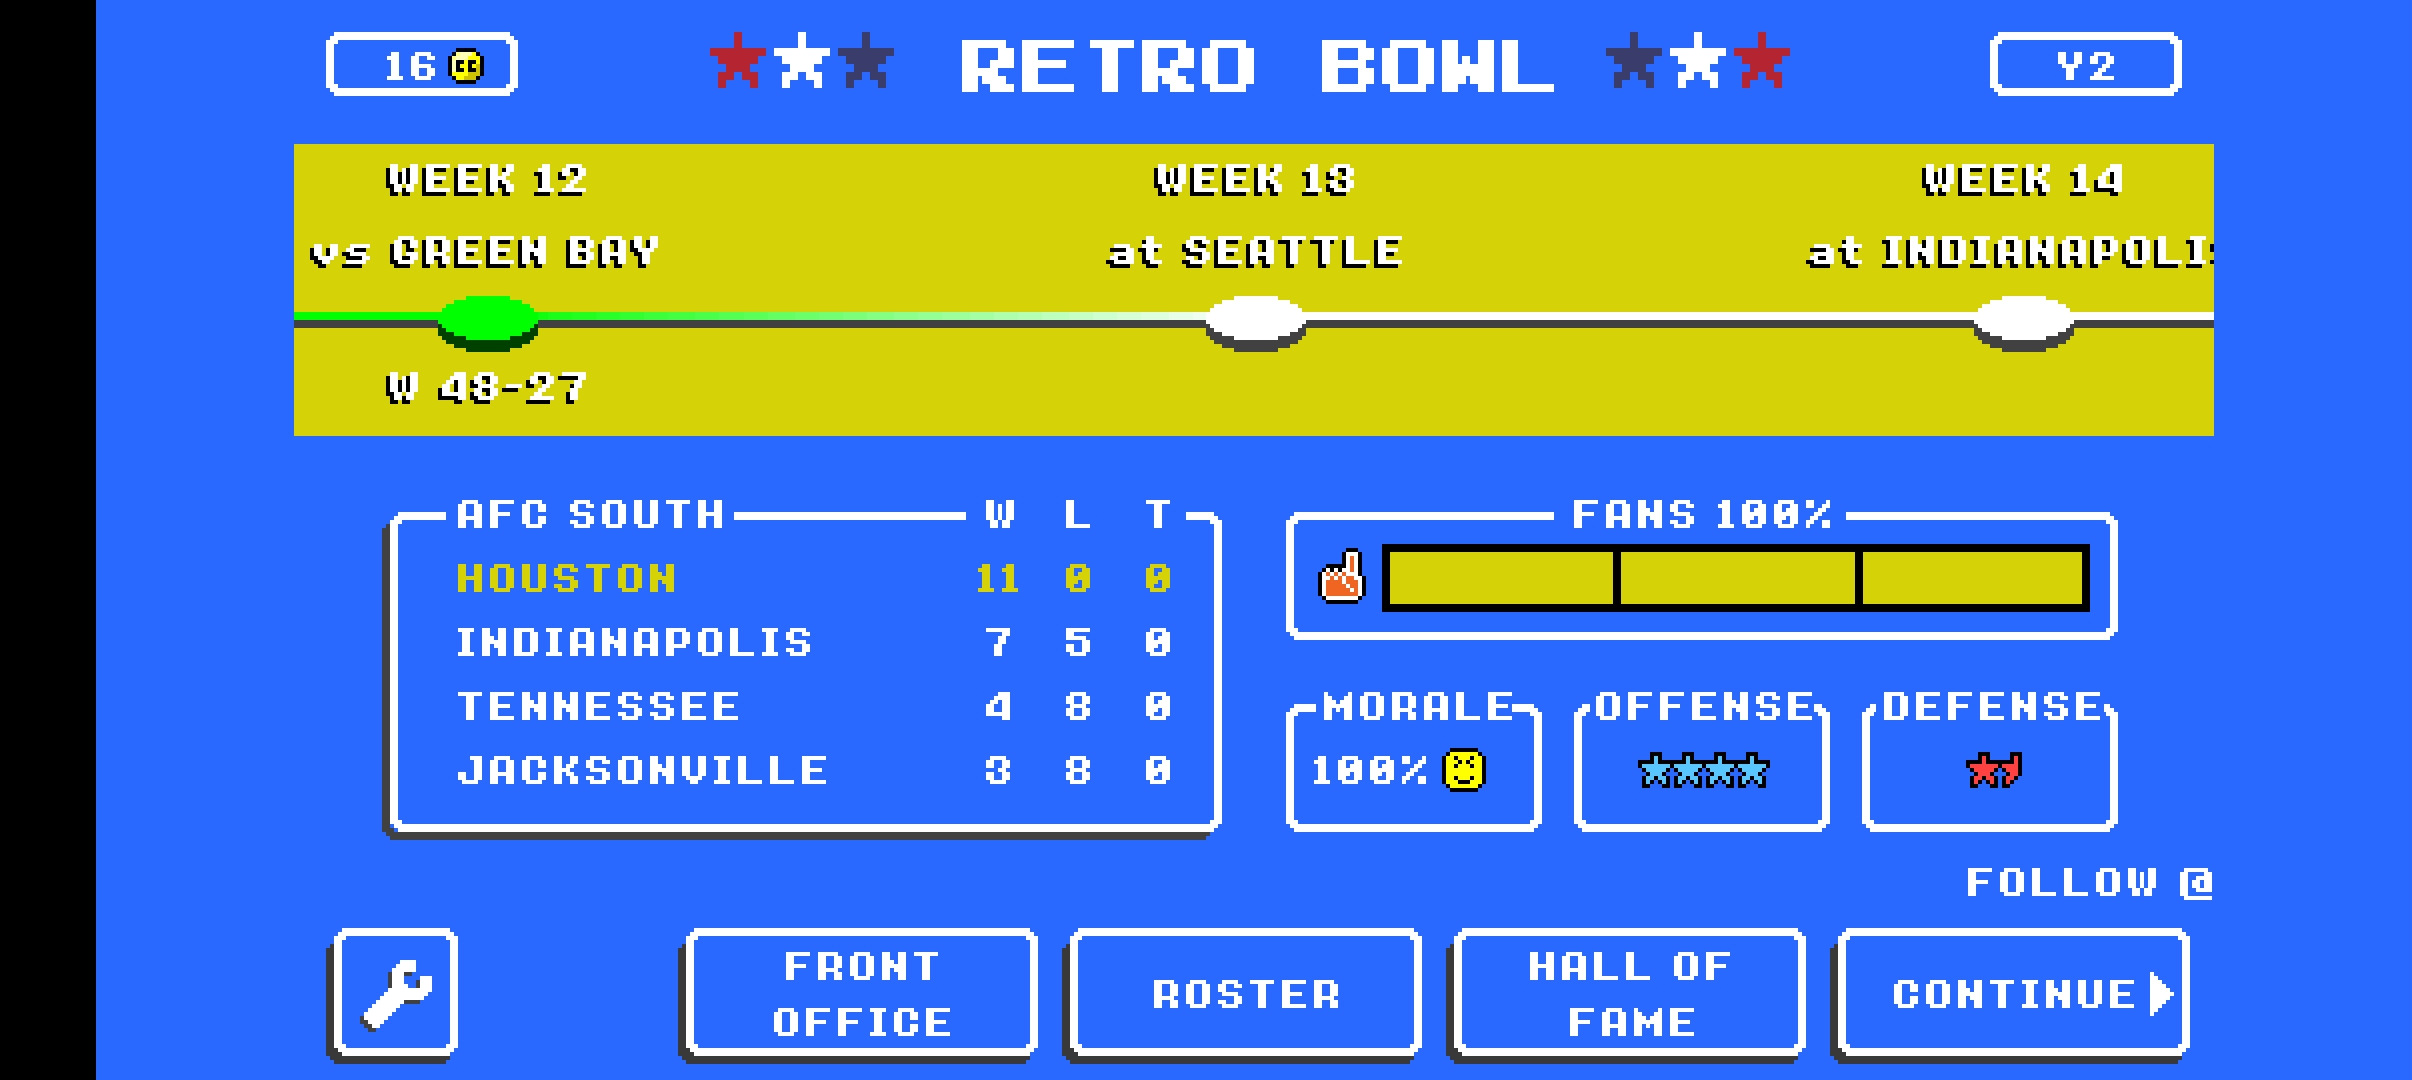 16
RETRO BOWL
Y2
WEEK 12
WEEK 13
WEEK 14
vs GREEN BAY
at SEATTLE
at INDIANAPOLIS
W 48-27
AFC SOUTH W L T
HOUSTON 11 0 0
INDIANAPOLIS 7 5 0
TENNESSEE 4 8 0
JACKSONVILLE 3 8 0
FANS 100%
MORALE
100%
OFFENSE
DEFENSE
FOLLOW @
FRONT
OFFICE
ROSTER
HALL OF
FAME
CONTINUE